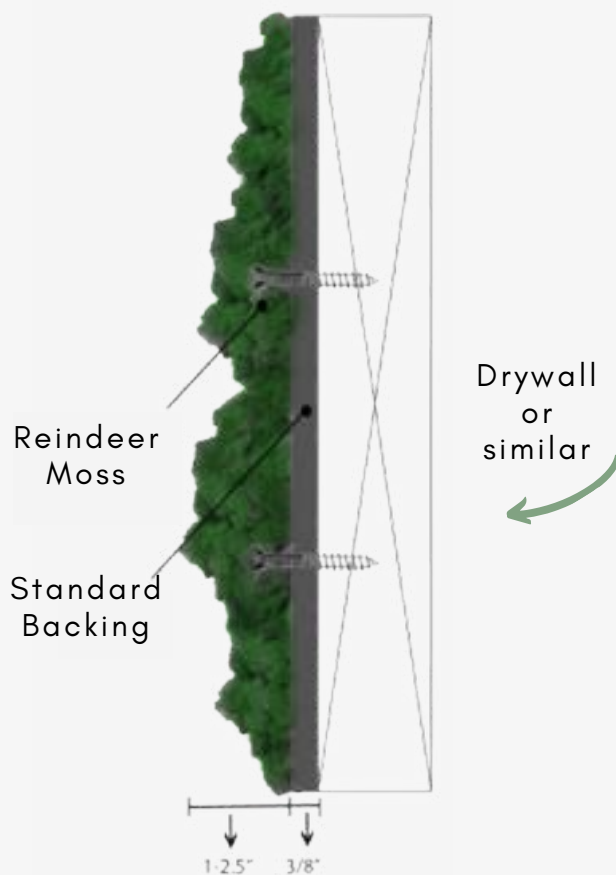 Drywall
or
similar
Reindeer
Moss
Standard
Backing
1-2.5"
3/8"